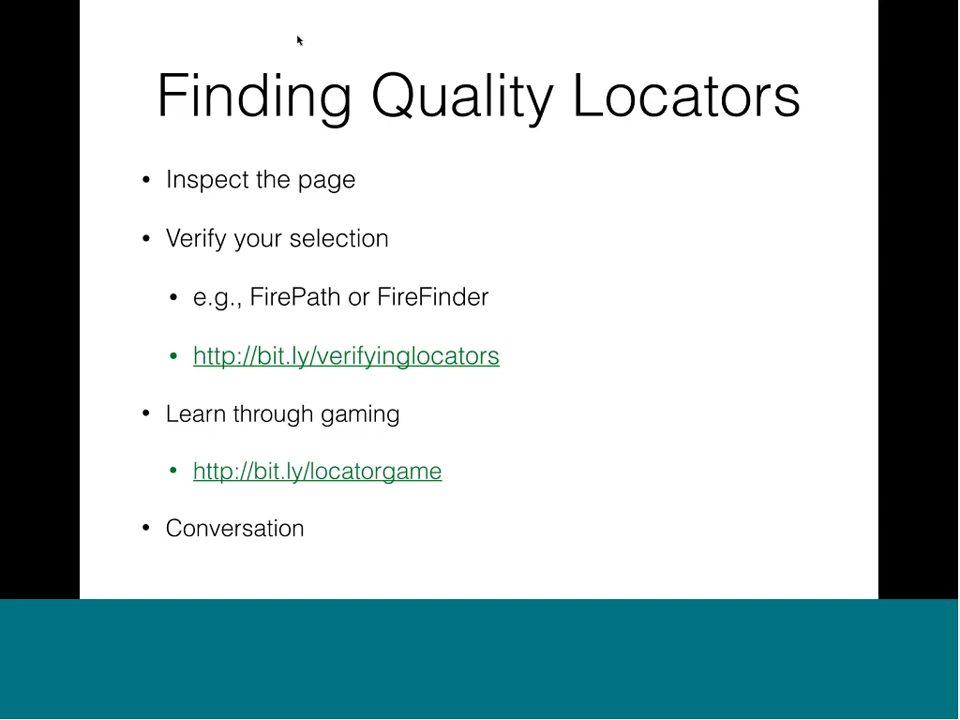 Finding Quality Locators
• Inspect the page
• Verify your selection
• e.g., FirePath or FireFinder
• http://bit.ly/verifyinglocators
• Learn through gaming
• http://bit.ly/locatorgame
• Conversation